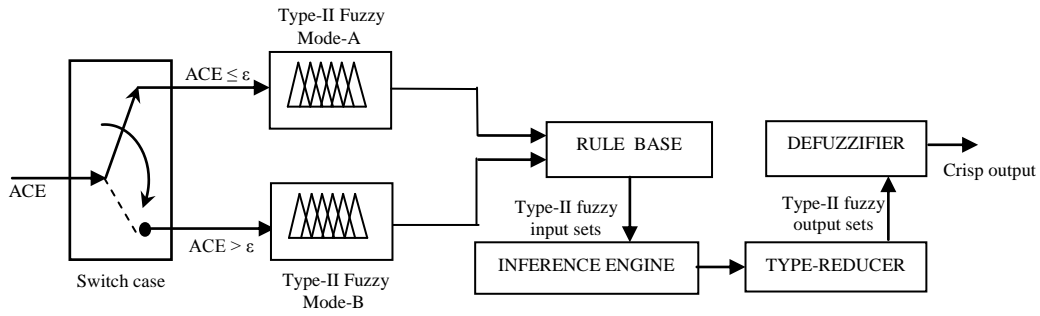 Type-II Fuzzy
Mode-A
ACE ≤ ε
ACE
ACE > ε
Switch case
Type-II Fuzzy
Mode-B
RULE BASE
Type-II fuzzy
input sets
INFERENCE ENGINE
TYPE-REDUCER
Type-II fuzzy
output sets
DEFUZZIFIER
Crisp output